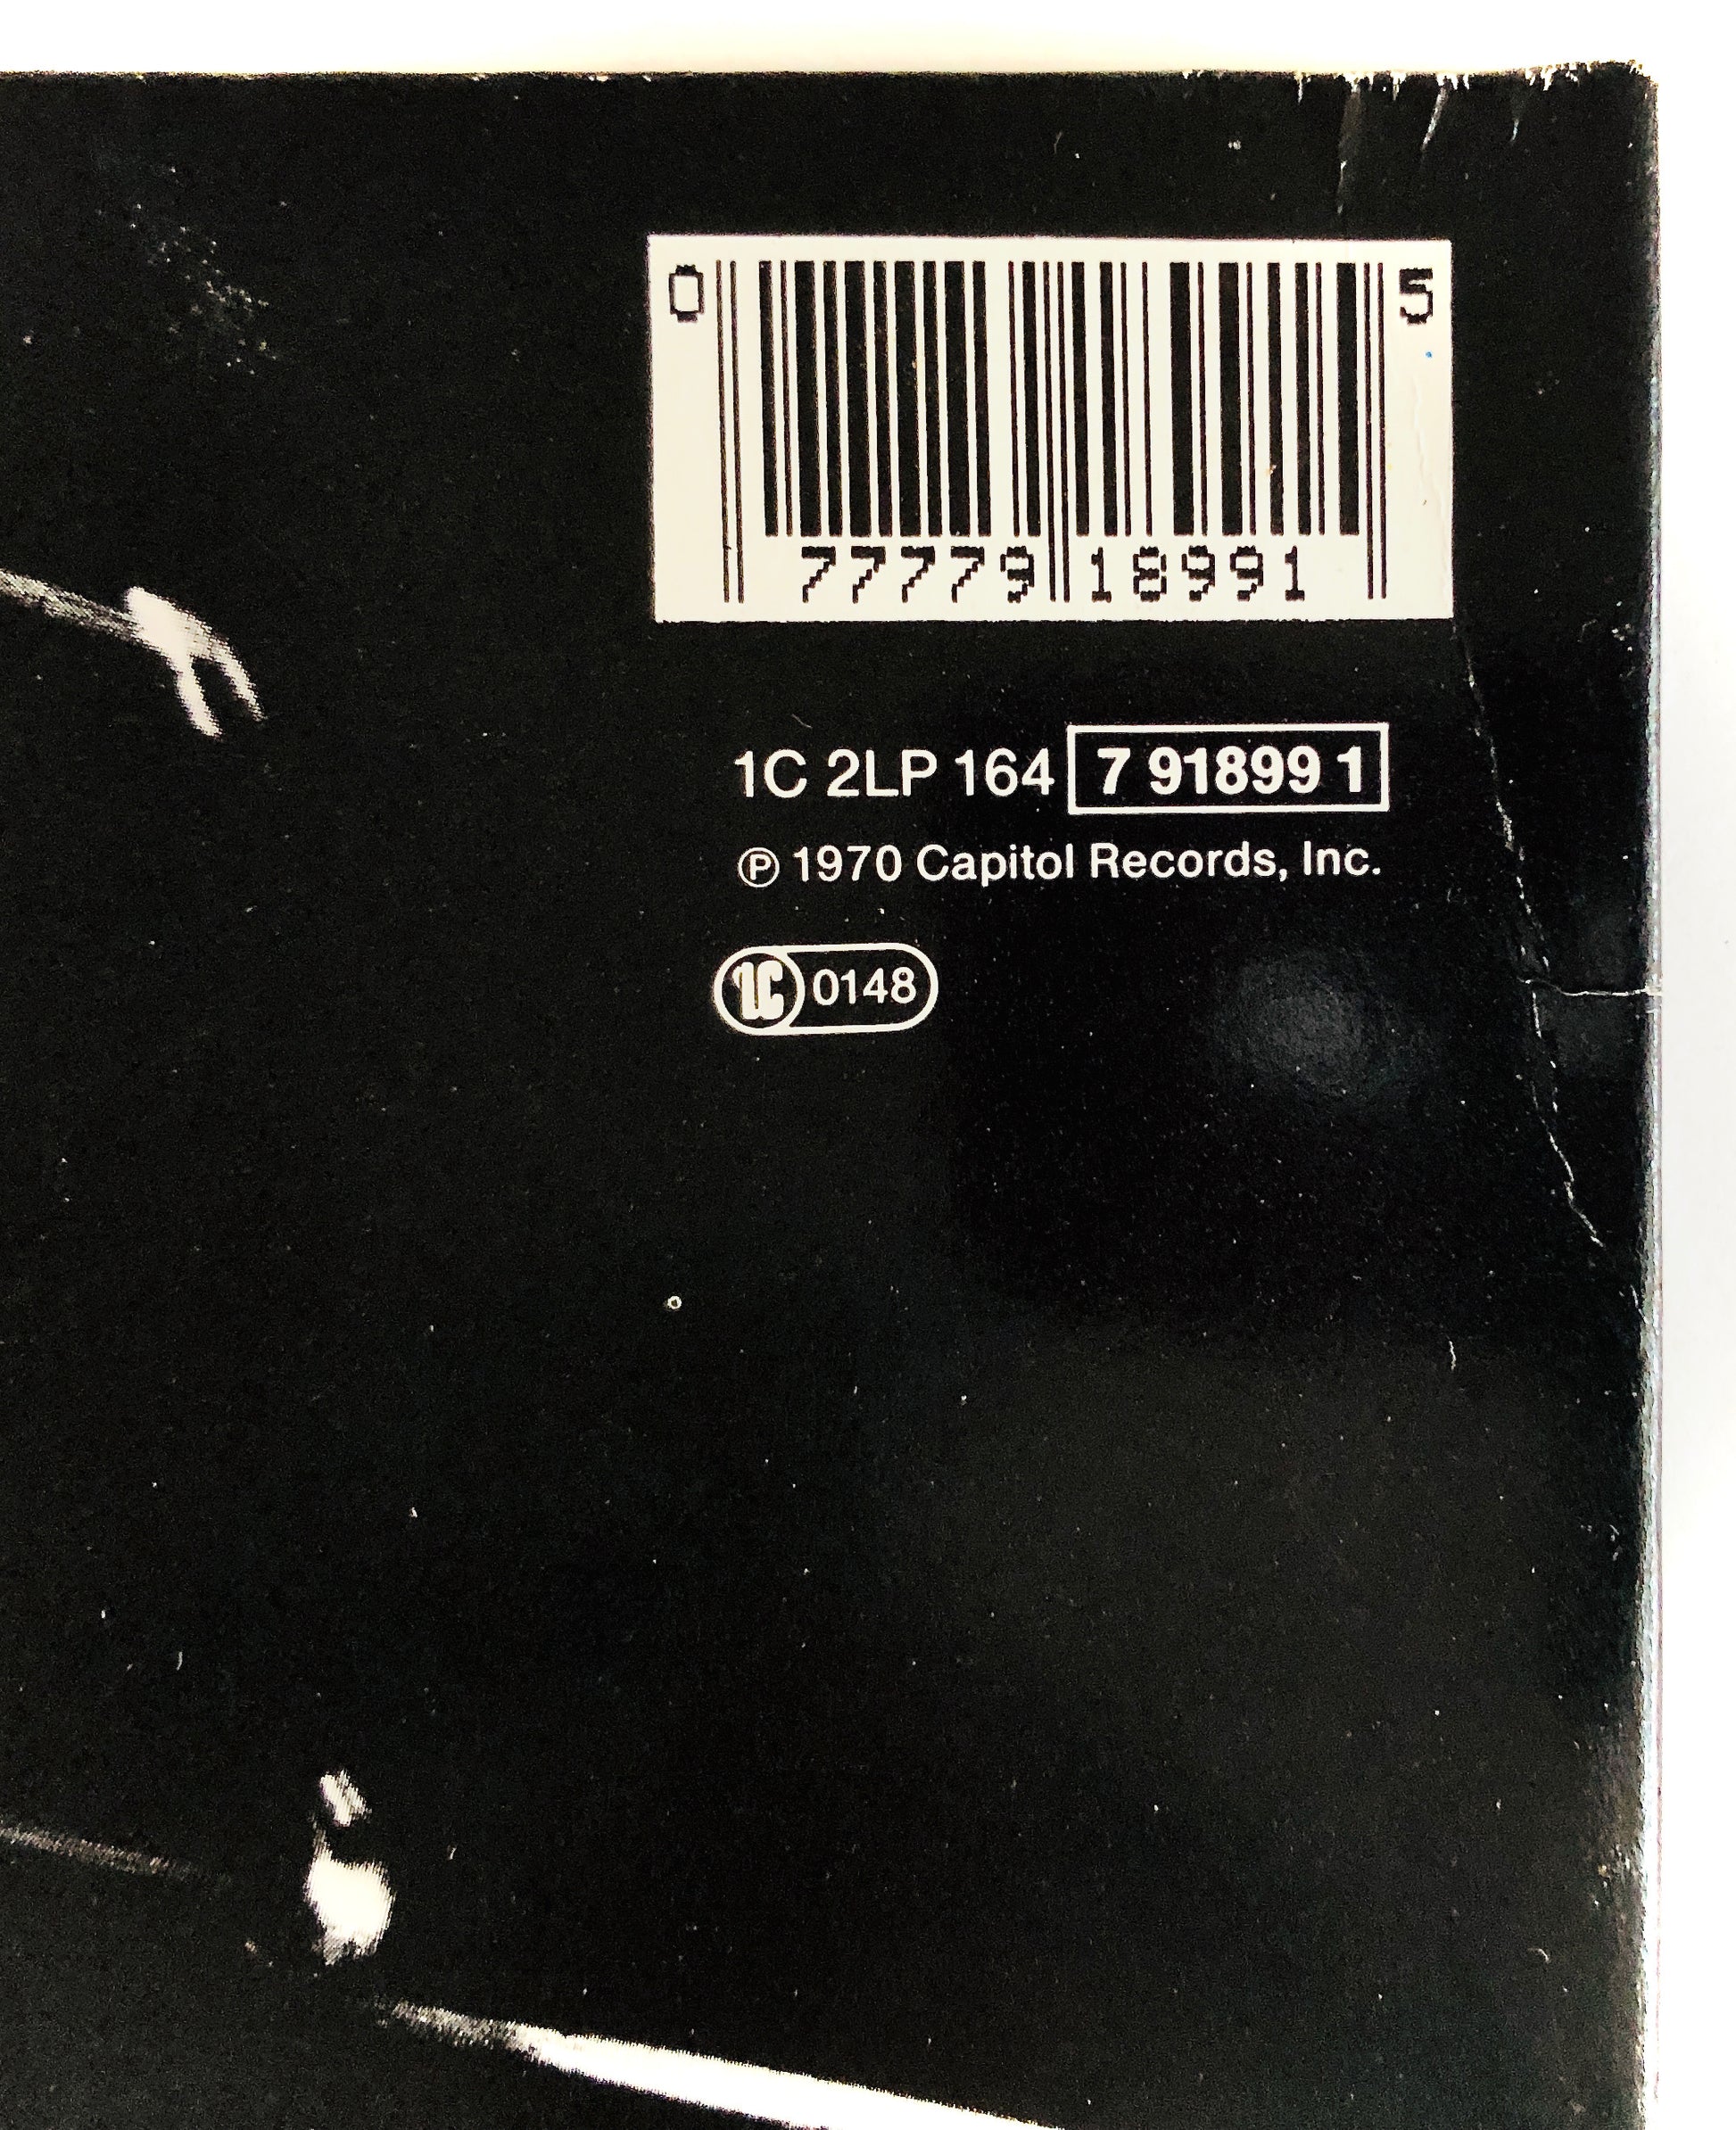 0 5
77779 18991
1C 2LP 164 7 91899 1
℗ 1970 Capitol Records, Inc.
1C 0148